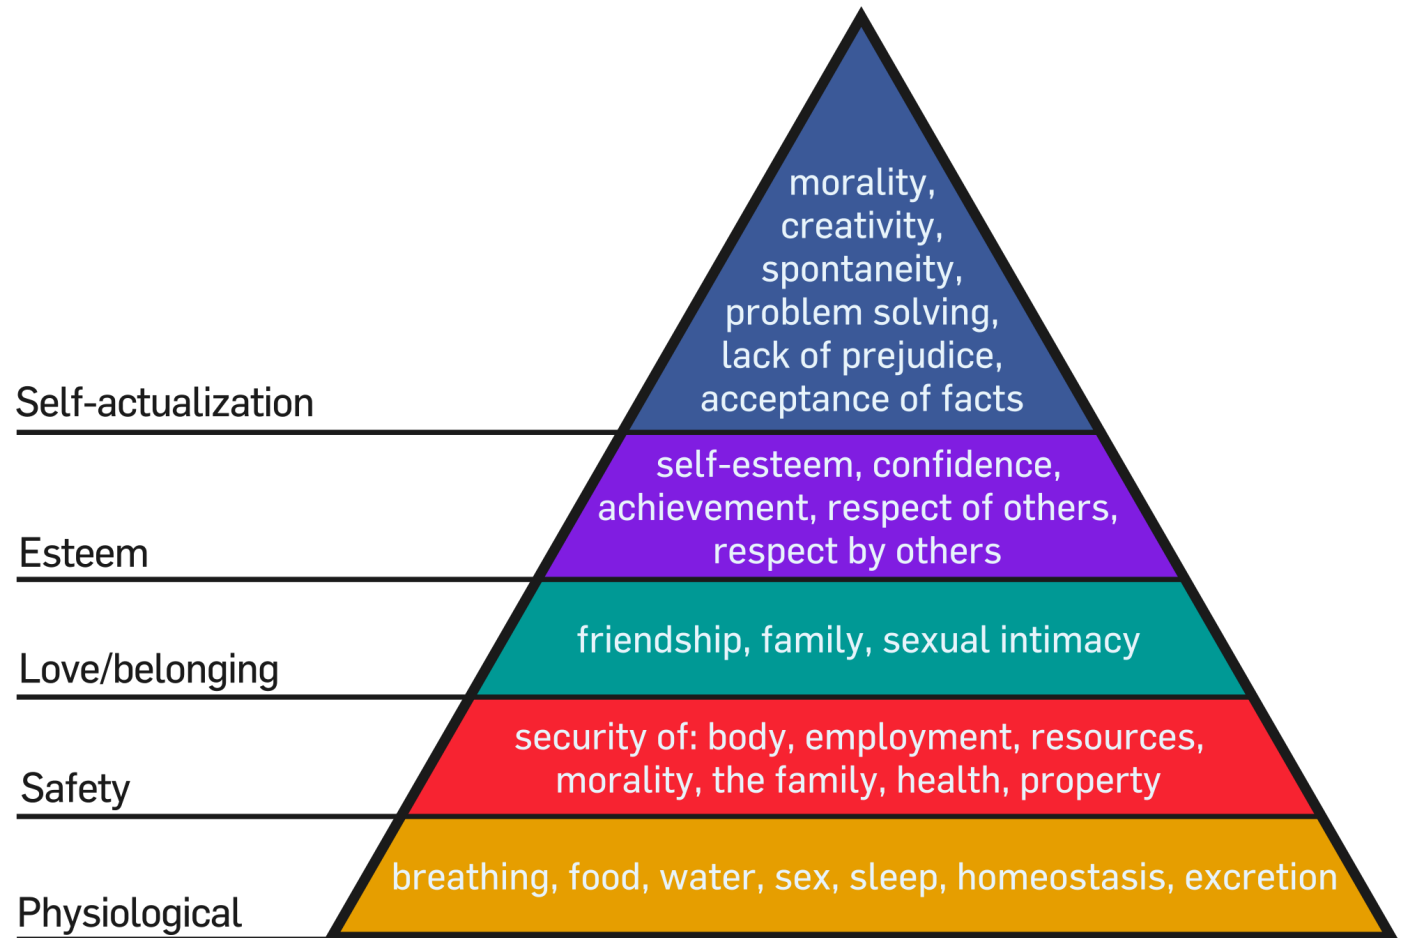 morality,
creativity,
spontaneity,
problem solving,
lack of prejudice,
acceptance of facts
Self-actualization
self-esteem, confidence,
achievement, respect of others,
respect by others
Esteem
friendship, family, sexual intimacy
Love/belonging
security of: body, employment, resources,
morality, the family, health, property
Safety
breathing, food, water, sex, sleep, homeostasis, excretion
Physiological